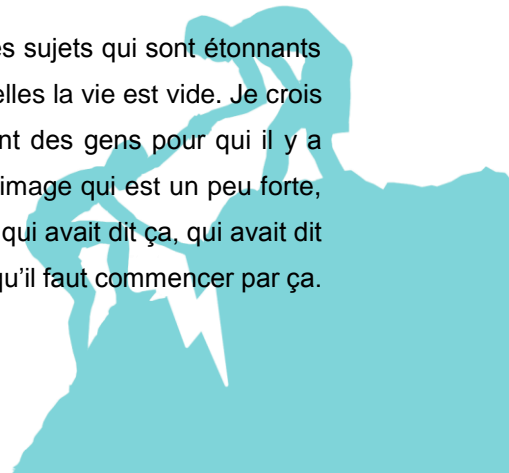 es sujets qui sont étonnants
elles la vie est vide. Je crois
nt des gens pour qui il y a
image qui est un peu forte,
qui avait dit ça, qui avait dit
qu'il faut commencer par ça.